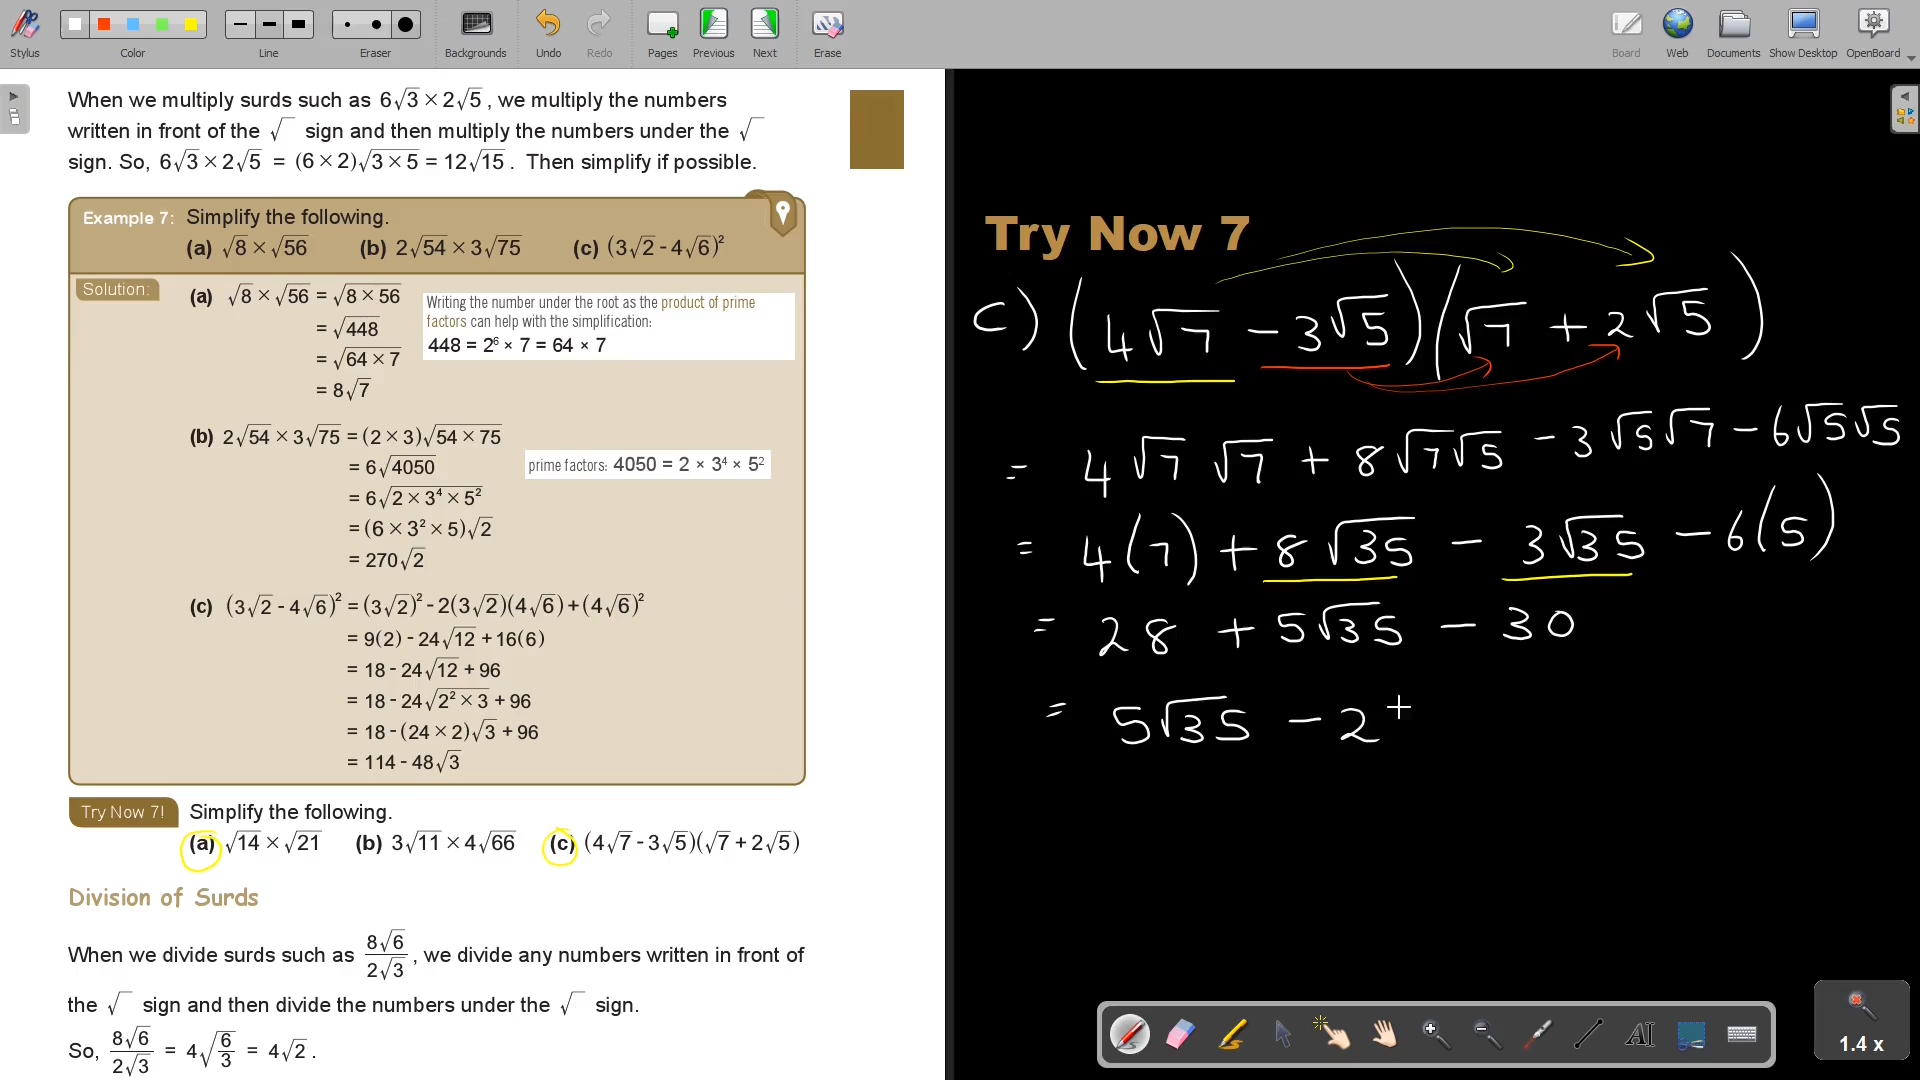 Stylus Color Line Eraser Backgrounds Undo Redo Pages Previous Next Erase Board Web Documents Show Desktop OpenBoard
When we multiply surds such as 6√3 × 2√5, we multiply the numbers
written in front of the √ sign and then multiply the numbers under the √
sign. So, 6√3 × 2√5 = (6 × 2)√(3 × 5) = 12√15. Then simplify if possible.
Example 7: Simplify the following.
(a) √8 × √56 (b) 2√54 × 3√75 (c) (3√2 - 4√6)²
Solution:
(a) √8 × √56 = √(8 × 56)
= √448
= √(64 × 7)
= 8√7
Writing the number under the root as the product of prime
factors can help with the simplification:
448 = 2⁶ × 7 = 64 × 7
(b) 2√54 × 3√75 = (2 × 3)√(54 × 75)
= 6√4050
prime factors: 4050 = 2 × 3⁴ × 5²
= 6√(2 × 3⁴ × 5²)
= (6 × 3² × 5)√2
= 270√2
(c) (3√2 - 4√6)² = (3√2)² - 2(3√2)(4√6) + (4√6)²
= 9(2) - 24√12 + 16(6)
= 18 - 24√12 + 96
= 18 - 24√(2² × 3) + 96
= 18 - (24 × 2)√3 + 96
= 114 - 48√3
Try Now 7! Simplify the following.
(a) √14 × √21 (b) 3√11 × 4√66 (c) (4√7 - 3√5)(√7 + 2√5)
Division of Surds
When we divide surds such as 8√6/2√3, we divide any numbers written in front of
the √ sign and then divide the numbers under the √ sign.
So, 8√6/2√3 = 4√(6/3) = 4√2.
Try Now 7
c) (4√7 - 3√5)(√7 + 2√5)
= 4√7 √7 + 8√7√5 - 3√5√7 - 6√5√5
= 4(7) + 8√35 - 3√35 - 6(5)
= 28 + 5√35 - 30
= 5√35 - 2
AI
1.4 x